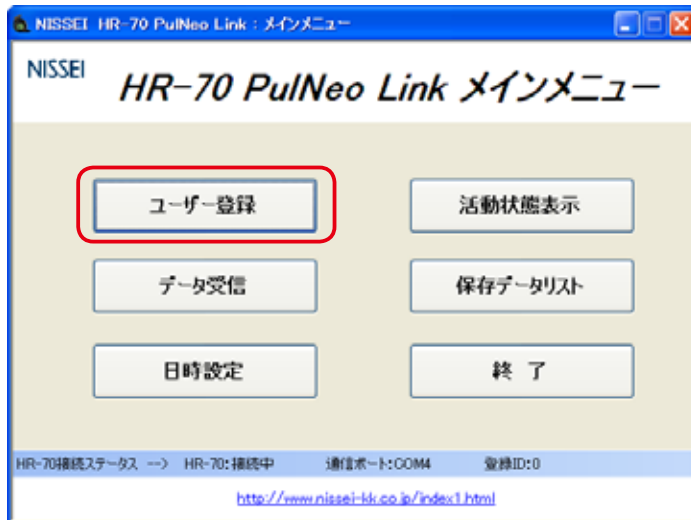 NISSEI HR-70 PulNeo Link : メインメニュー
NISSEI
HR-70 PulNeo Link メインメニュー
ユーザー登録
活動状態表示
データ受信
保存データリスト
日時設定
終 了
HR-70接続ステータス --> HR-70:接続中 通信ポート:COM4 登録ID:0
http://www.nissei-kk.co.jp/index1.html